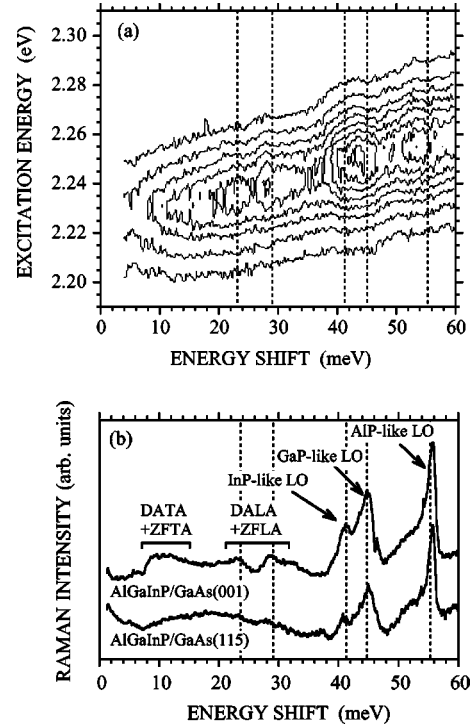 (a)
EXCITATION ENERGY (eV)
2.30
2.28
2.26
2.24
2.22
2.20
0 10 20 30 40 50 60
ENERGY SHIFT (meV)
(b)
RAMAN INTENSITY (arb. units)
AlP-like LO
GaP-like LO
InP-like LO
DATA
+ZFTA
DALA
+ZFLA
AlGaInP/GaAs(001)
AlGaInP/GaAs(115)
0 10 20 30 40 50 60
ENERGY SHIFT (meV)